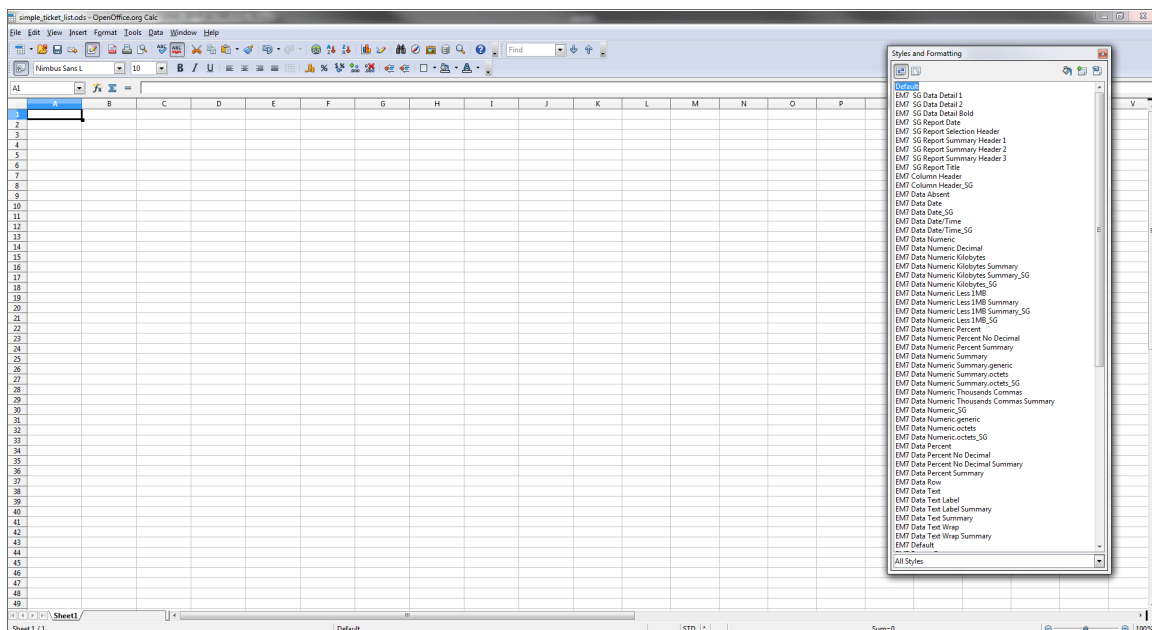 simple_ticket_list.ods - OpenOffice.org Calc
File Edit View Insert Format Tools Data Window Help
Find
Nimbus Sans L 10 B I U
A1 =
A B C D E F G H I J K L M N O P V
1
2
3
4
5
6
7
8
9
10
11
12
13
14
15
16
17
18
19
20
21
22
23
24
25
26
27
28
29
30
31
32
33
34
35
36
37
38
39
40
41
42
43
44
45
46
47
48
49
Styles and Formatting
Default
EM7 SG Data Detail 1
EM7 SG Data Detail 2
EM7 SG Data Detail Bold
EM7 SG Report Date
EM7 SG Report Selection Header
EM7 SG Report Summary Header 1
EM7 SG Report Summary Header 2
EM7 SG Report Summary Header 3
EM7 SG Report Title
EM7 Column Header
EM7 Column Header_SG
EM7 Data Absent
EM7 Data Date
EM7 Data Date_SG
EM7 Data Date/Time
EM7 Data Date/Time_SG
EM7 Data Numeric
EM7 Data Numeric Decimal
EM7 Data Numeric Kilobytes
EM7 Data Numeric Kilobytes Summary
EM7 Data Numeric Kilobytes Summary_SG
EM7 Data Numeric Kilobytes_SG
EM7 Data Numeric Less 1MB
EM7 Data Numeric Less 1MB Summary
EM7 Data Numeric Less 1MB Summary_SG
EM7 Data Numeric Less 1MB_SG
EM7 Data Numeric Percent
EM7 Data Numeric Percent No Decimal
EM7 Data Numeric Percent Summary
EM7 Data Numeric Summary
EM7 Data Numeric Summary.generic
EM7 Data Numeric Summary.octets
EM7 Data Numeric Summary.octets_SG
EM7 Data Numeric Thousands Commas
EM7 Data Numeric Thousands Commas Summary
EM7 Data Numeric_SG
EM7 Data Numeric.generic
EM7 Data Numeric.octets
EM7 Data Numeric.octets_SG
EM7 Data Percent
EM7 Data Percent No Decimal
EM7 Data Percent No Decimal Summary
EM7 Data Percent Summary
EM7 Data Row
EM7 Data Text
EM7 Data Text Label
EM7 Data Text Label Summary
EM7 Data Text Summary
EM7 Data Text Wrap
EM7 Data Text Wrap Summary
EM7 Default
All Styles
Sheet1
Sheet 1 / 1 Default STD * Sum=0 100%